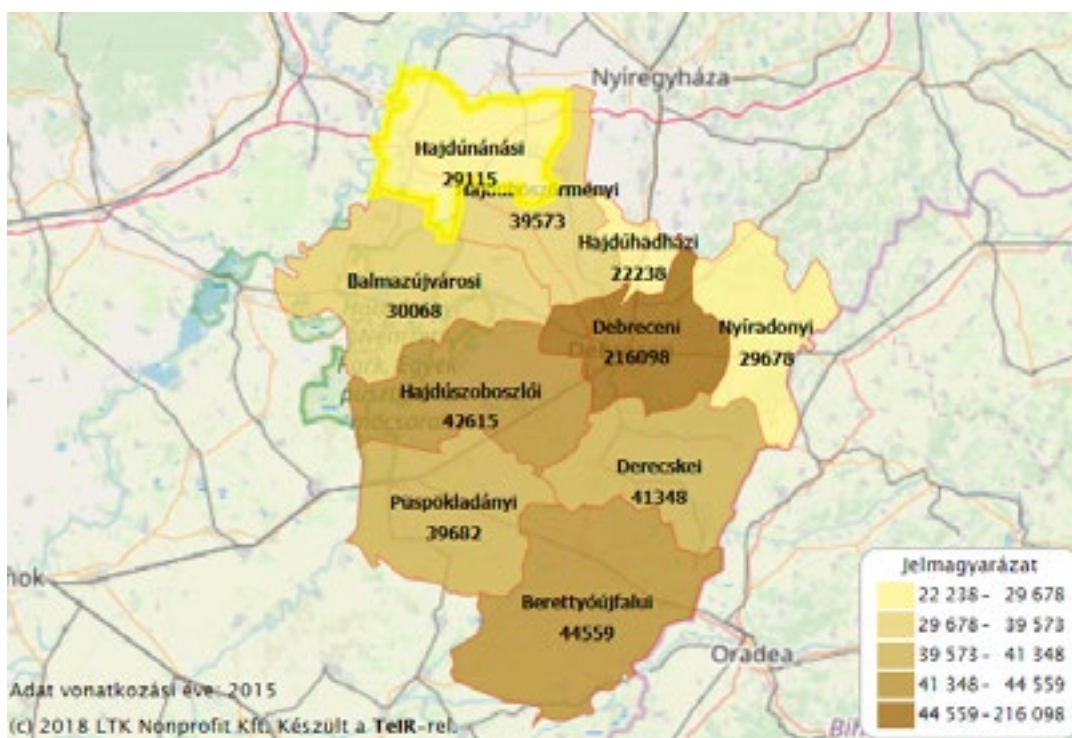 Nyíregyháza
Hajdúnánási
29115
Hajdúböszörményi
39573
Hajdúhadházi
22238
Balmazújvárosi
30068
Debreceni
216098
Nyíradonyi
29678
Hajdúszoboszlói
42615
Derecskei
41348
Püspökladányi
39682
Berettyóújfalui
44559
Oradea
Jelmagyarázat
22 238- 29 678
29 678- 39 573
39 573- 41 348
41 348- 44 559
44 559-216 098
Adat vonatkozási éve: 2015
(c) 2018 LTK Nonprofit Kft. Készült a TeIR-rel.